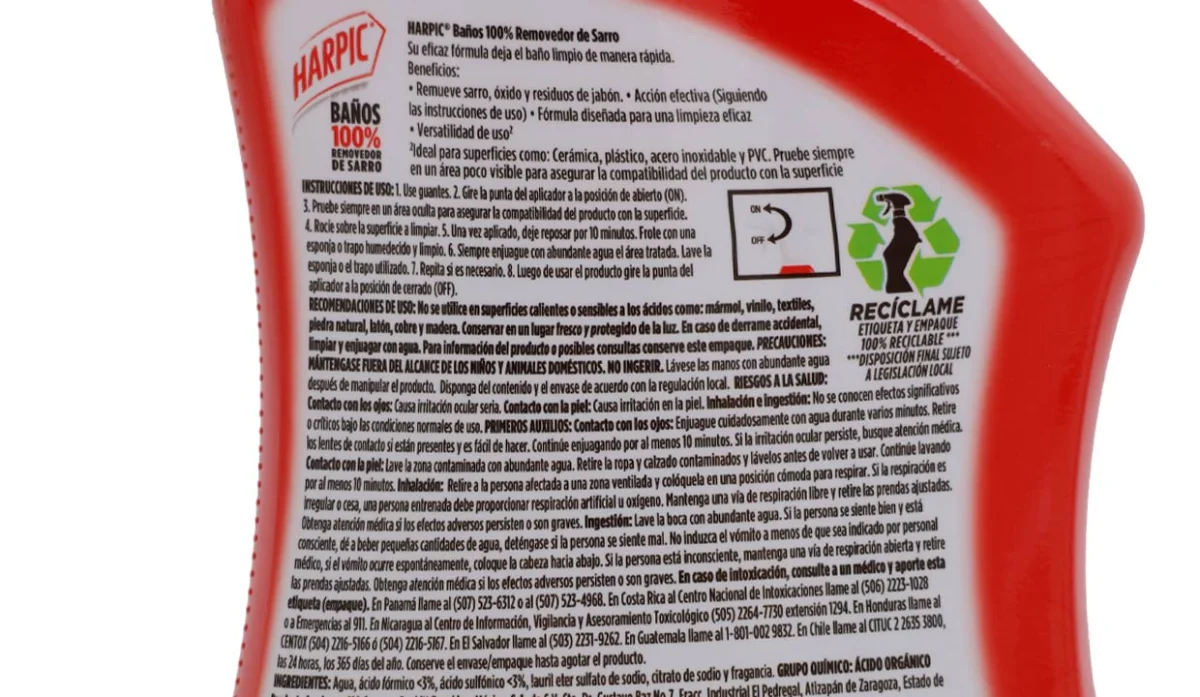 HARPIC
BAÑOS
100%
REMOVEDOR
DE SARRO
HARPIC® Baños 100% Removedor de Sarro
Su eficaz fórmula deja el baño limpio de manera rápida.
Beneficios:
• Remueve sarro, óxido y residuos de jabón. • Acción efectiva (Siguiendo
las instrucciones de uso) • Fórmula diseñada para una limpieza eficaz
• Versatilidad de uso²
²Ideal para superficies como: Cerámica, plástico, acero inoxidable y PVC. Pruebe siempre
en un área poco visible para asegurar la compatibilidad del producto con la superficie
INSTRUCCIONES DE USO: 1. Use guantes. 2. Gire la punta del aplicador a la posición de abierto (ON).
3. Pruebe siempre en un área oculta para asegurar la compatibilidad del producto con la superficie.
4. Rocíe sobre la superficie a limpiar. 5. Una vez aplicado, deje reposar por 10 minutos. Frole con una
esponja o trapo humedecido y limpio. 6. Siempre enjuague con abundante agua el área tratada. Lave la
esponja o el trapo utilizado. 7. Repita si es necesario. 8. Luego de usar el producto gire la punta del
aplicador a la posición de cerrado (OFF).
ON
OFF
RECÍCLAME
ETIQUETA Y EMPAQUE
100% RECICLABLE ***
***DISPOSICIÓN FINAL SUJETO
A LEGISLACIÓN LOCAL
RECOMENDACIONES DE USO: No se utilice en superficies calientes o sensibles a los ácidos como: mármol, vinilo, textiles,
piedra natural, latón, cobre y madera. Conservar en un lugar fresco y protegido de la luz. En caso de derrame accidental,
limpiar y enjuagar con agua. Para información del producto o posibles consultas conserve este empaque. PRECAUCIONES:
MANTÉNGASE FUERA DEL ALCANCE DE LOS NIÑOS Y ANIMALES DOMÉSTICOS. NO INGERIR. Lávese las manos con abundante agua
después de manipular el producto. Disponga del contenido y el envase de acuerdo con la regulación local. RIESGOS A LA SALUD:
Contacto con los ojos: Causa irritación ocular seria. Contacto con la piel: Causa irritación en la piel. Inhalación e ingestión: No se conocen efectos significativos
o críticos bajo las condiciones normales de uso. PRIMEROS AUXILIOS: Contacto con los ojos: Enjuague cuidadosamente con agua durante varios minutos. Retire
los lentes de contacto si están presentes y es fácil de hacer. Continúe enjuagando por al menos 10 minutos. Si la irritación ocular persiste, busque atención médica.
Contacto con la piel: Lave la zona contaminada con abundante agua. Retire la ropa y calzado contaminados y lávelos antes de volver a usar. Continúe lavando
por al menos 10 minutos. Inhalación: Retire a la persona afectada a una zona ventilada y colóquela en una posición cómoda para respirar. Si la respiración es
irregular o cesa, una persona entrenada debe proporcionar respiración artificial u oxígeno. Mantenga una vía de respiración libre y retire las prendas ajustadas.
Obtenga atención médica si los efectos adversos persisten o son graves. Ingestión: Lave la boca con abundante agua. Si la persona se siente bien y está
consciente, dé a beber pequeñas cantidades de agua, deténgase si la persona se siente mal. No induzca el vómito a menos de que sea indicado por personal
médico, si el vómito ocurre espontáneamente, coloque la cabeza hacia abajo. Si la persona está inconsciente, mantenga una vía de respiración abierta y retire
las prendas ajustadas. Obtenga atención médica si los efectos adversos persisten o son graves. En caso de intoxicación, consulte a un médico y aporte esta
etiqueta (empaque). En Panamá llame al (507) 523-6312 o al (507) 523-4968. En Costa Rica al Centro Nacional de Intoxicaciones llame al (506) 2223-1028
o a Emergencias al 911. En Nicaragua al Centro de Información, Vigilancia y Asesoramiento Toxicológico (505) 2264-7730 extensión 1294. En Honduras llame al
CENTOX (504) 2216-5166 ó (504) 2216-5167. En El Salvador llame al (503) 2231-9262. En Guatemala llame al 1-801-002 9832. En Chile llame al CITUC 2 2635 3800,
las 24 horas, los 365 días del año. Conserve el envase/empaque hasta agotar el producto.
INGREDIENTES: Agua, ácido fórmico <3%, ácido sulfónico <3%, lauril eter sulfato de sodio, citrato de sodio y fragancia. GRUPO QUÍMICO: ÁCIDO ORGÁNICO
Gustavo Baz No.7, Fracc. Industrial El Pedregal, Atizapán de Zaragoza, Estado de